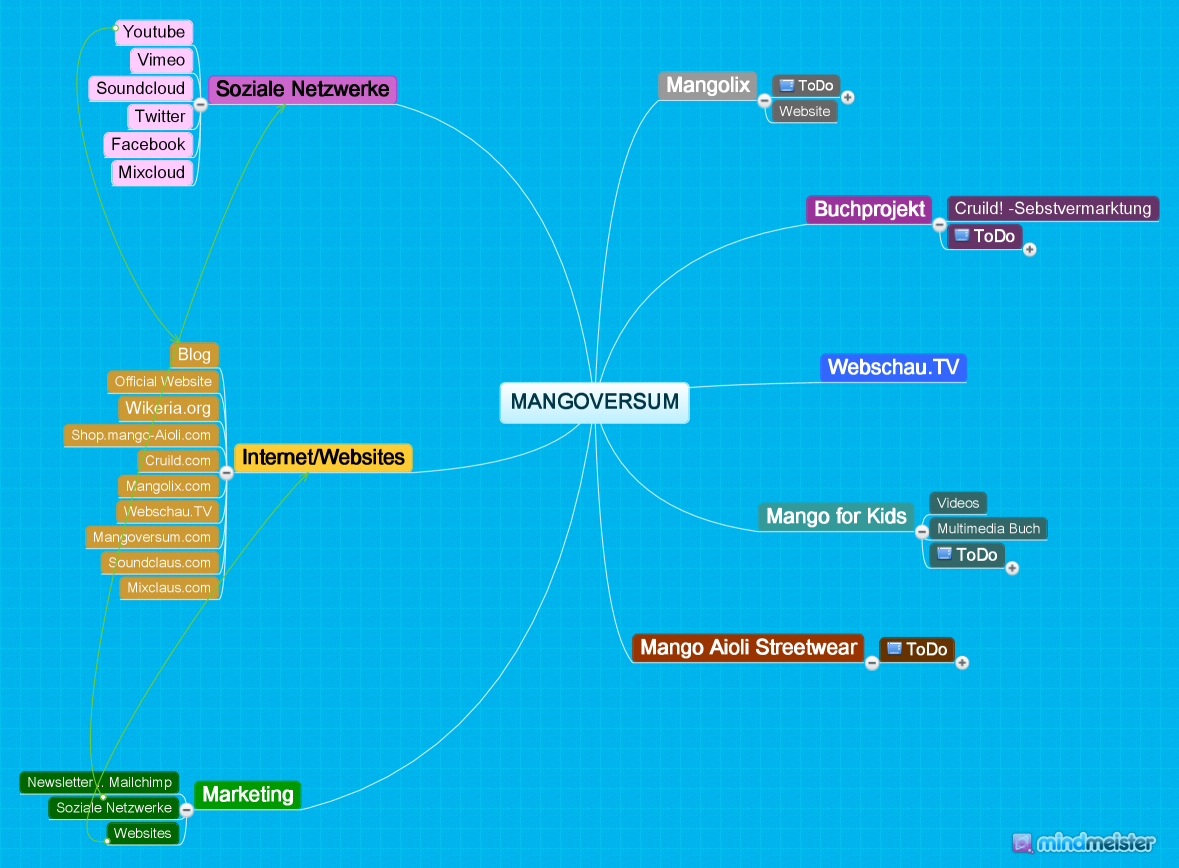 MANGOVERSUM
Soziale Netzwerke
Youtube
Vimeo
Soundcloud
Twitter
Facebook
Mixcloud
Internet/Websites
Blog
Official Website
Wikeria.org
Shop.mango-Aioli.com
Cruild.com
Mangolix.com
Webschau.TV
Mangoversum.com
Soundclaus.com
Mixclaus.com
Marketing
Newsletter .. Mailchimp
Soziale Netzwerke
Websites
Mangolix
ToDo
Website
Buchprojekt
Cruild! -Sebstvermarktung
ToDo
Webschau.TV
Mango for Kids
Videos
Multimedia Buch
ToDo
Mango Aioli Streetwear
ToDo
mindmeister